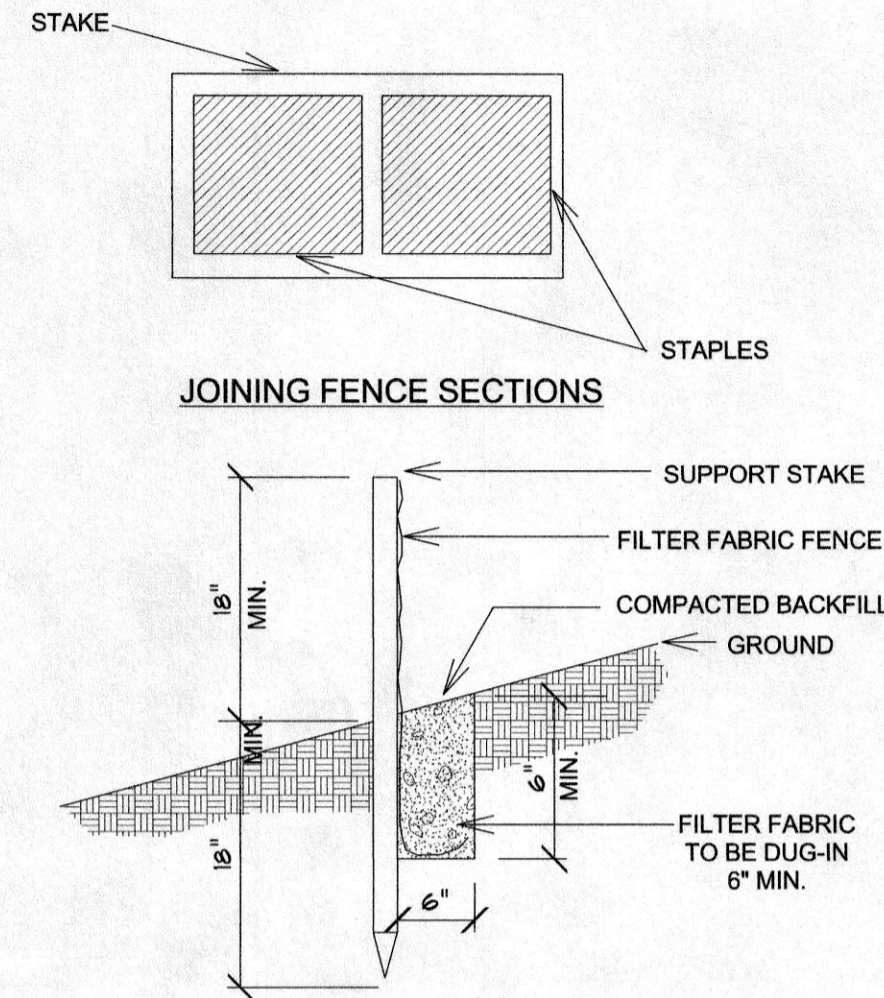 STAKE
STAPLES
JOINING FENCE SECTIONS
SUPPORT STAKE
FILTER FABRIC FENCE
18"
MIN.
COMPACTED BACKFILL
GROUND
MIN.
18"
6"
MIN.
6"
FILTER FABRIC
TO BE DUG-IN
6" MIN.